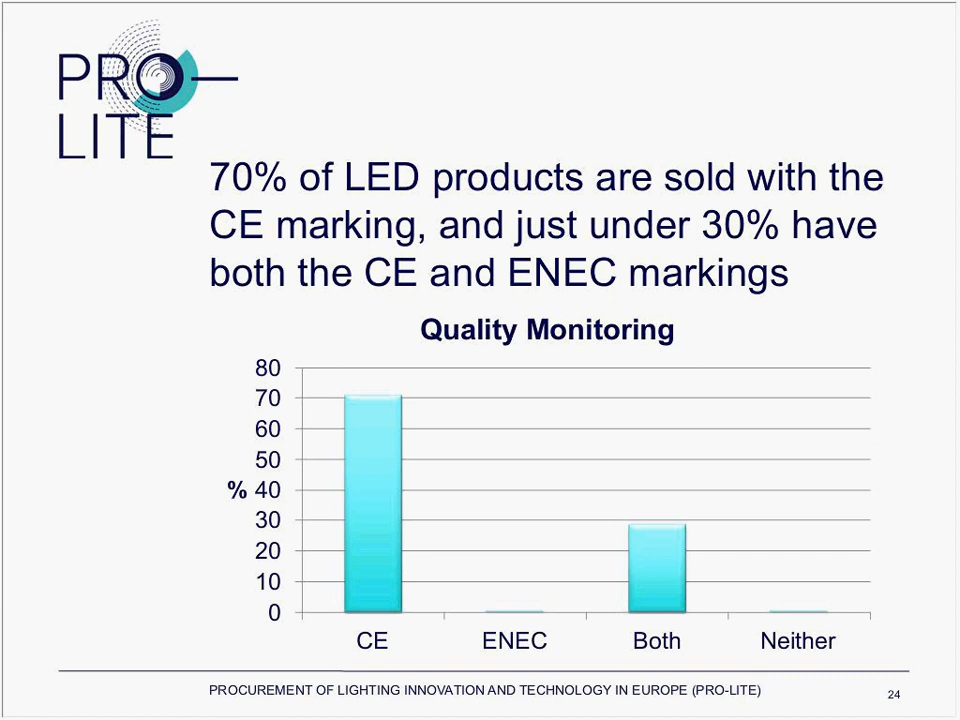 PRO
LITE
70% of LED products are sold with the
CE marking, and just under 30% have
both the CE and ENEC markings
Quality Monitoring
80
70
60
50
% 40
30
20
10
0
CE ENEC Both Neither
PROCUREMENT OF LIGHTING INNOVATION AND TECHNOLOGY IN EUROPE (PRO-LITE) 24